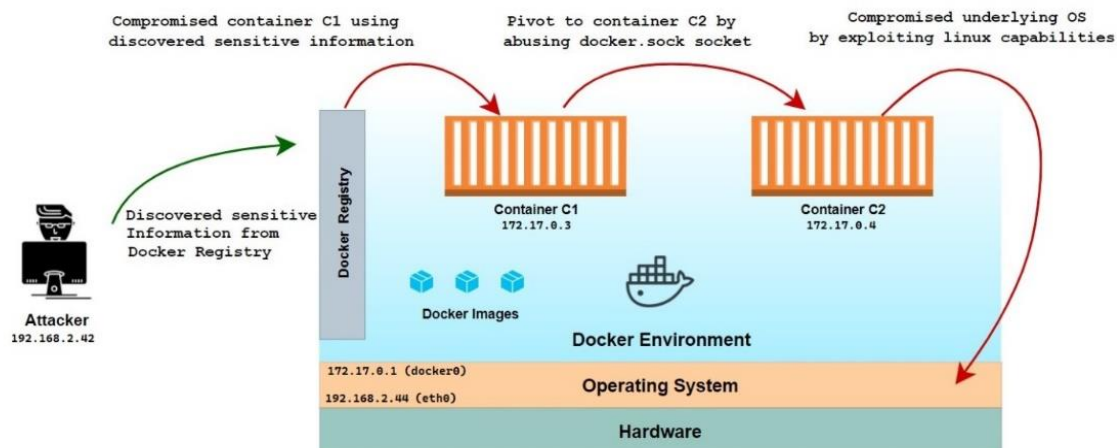 Compromised container C1 using
discovered sensitive information
Pivot to container C2 by
abusing docker.sock socket
Compromised underlying OS
by exploiting linux capabilities
Discovered sensitive
Information from
Docker Registry
Attacker
192.168.2.42
Docker Registry
Container C1
172.17.0.3
Container C2
172.17.0.4
Docker Images
Docker Environment
172.17.0.1 (docker0)
192.168.2.44 (eth0)
Operating System
Hardware